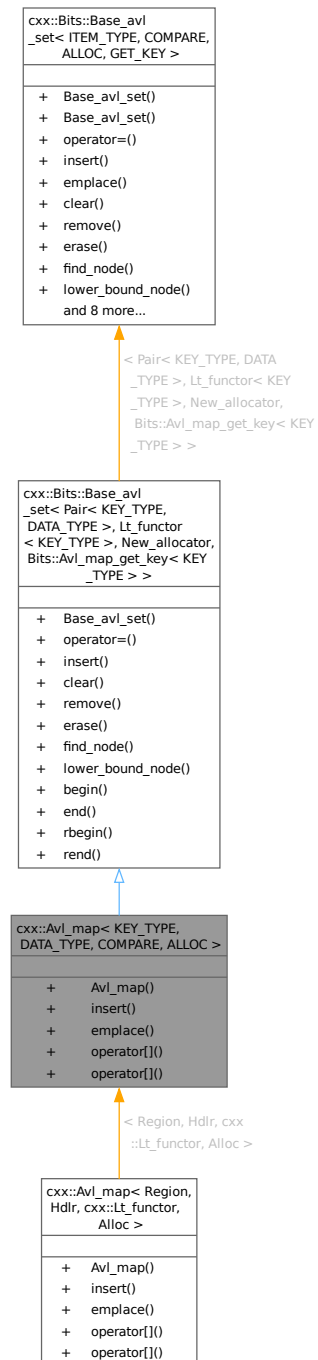 cxx::Bits::Base_avl
_set< ITEM_TYPE, COMPARE,
ALLOC, GET_KEY >
+ Base_avl_set()
+ Base_avl_set()
+ operator=()
+ insert()
+ emplace()
+ clear()
+ remove()
+ erase()
+ find_node()
+ lower_bound_node()
and 8 more...
< Pair< KEY_TYPE, DATA
_TYPE >, Lt_functor< KEY
_TYPE >, New_allocator,
Bits::Avl_map_get_key< KEY
_TYPE > >
cxx::Bits::Base_avl
_set< Pair< KEY_TYPE,
DATA_TYPE >, Lt_functor
< KEY_TYPE >, New_allocator,
Bits::Avl_map_get_key< KEY
_TYPE > >
+ Base_avl_set()
+ operator=()
+ insert()
+ clear()
+ remove()
+ erase()
+ find_node()
+ lower_bound_node()
+ begin()
+ end()
+ rbegin()
+ rend()
cxx::Avl_map< KEY_TYPE,
DATA_TYPE, COMPARE, ALLOC >
+ Avl_map()
+ insert()
+ emplace()
+ operator[]()
+ operator[]()
< Region, Hdlr, cxx
::Lt_functor, Alloc >
cxx::Avl_map< Region,
Hdlr, cxx::Lt_functor,
Alloc >
+ Avl_map()
+ insert()
+ emplace()
+ operator[]()
+ operator[]()